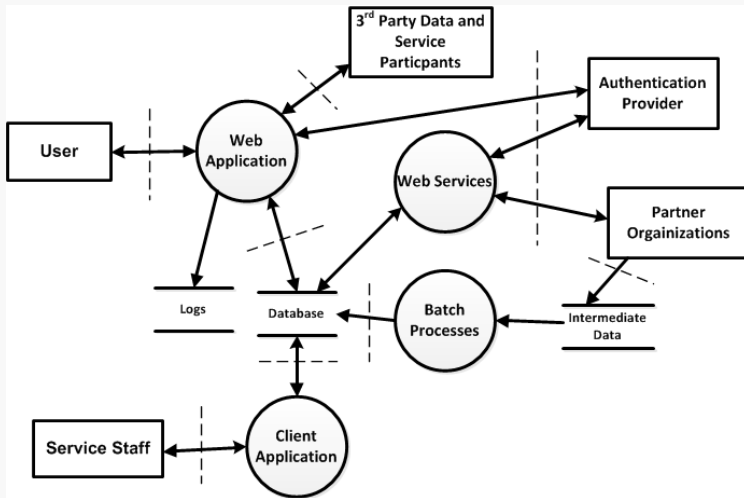 3rd Party Data and
Service
Particpants
Authentication
Provider
Web
Application
User
Web Services
Partner
Orgainizations
Logs
Database
Batch
Processes
Intermediate
Data
Client
Application
Service Staff